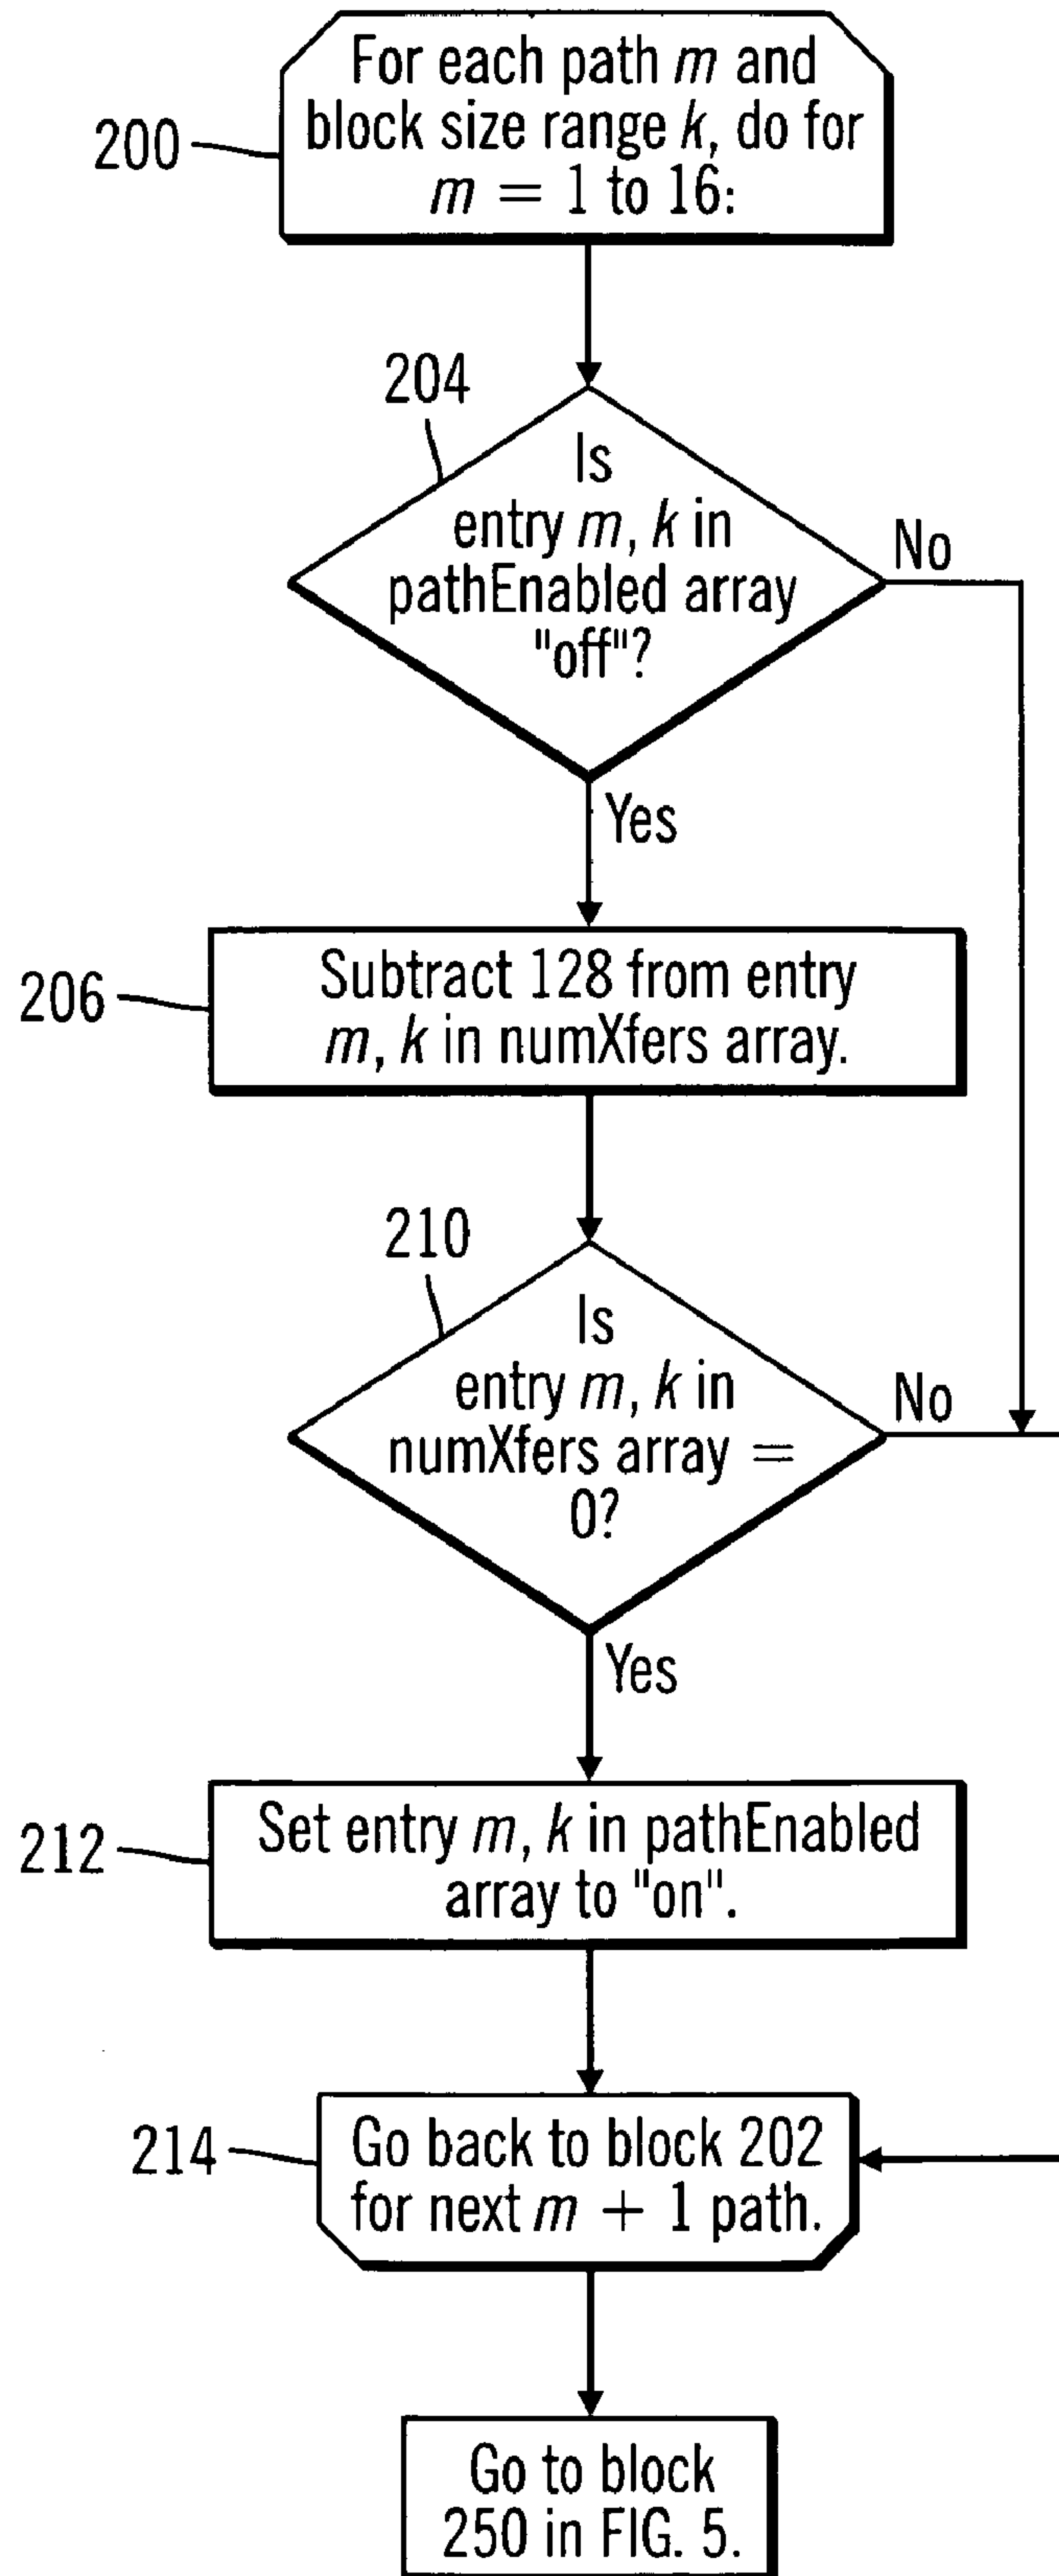 For each path m and
block size range k, do for
m = 1 to 16:
200
204
Is
entry m, k in
pathEnabled array
"off"?
No
Yes
206
Subtract 128 from entry
m, k in numXfers array.
210
Is
entry m, k in
numXfers array =
0?
No
Yes
212
Set entry m, k in pathEnabled
array to "on".
214
Go back to block 202
for next m + 1 path.
Go to block
250 in FIG. 5.